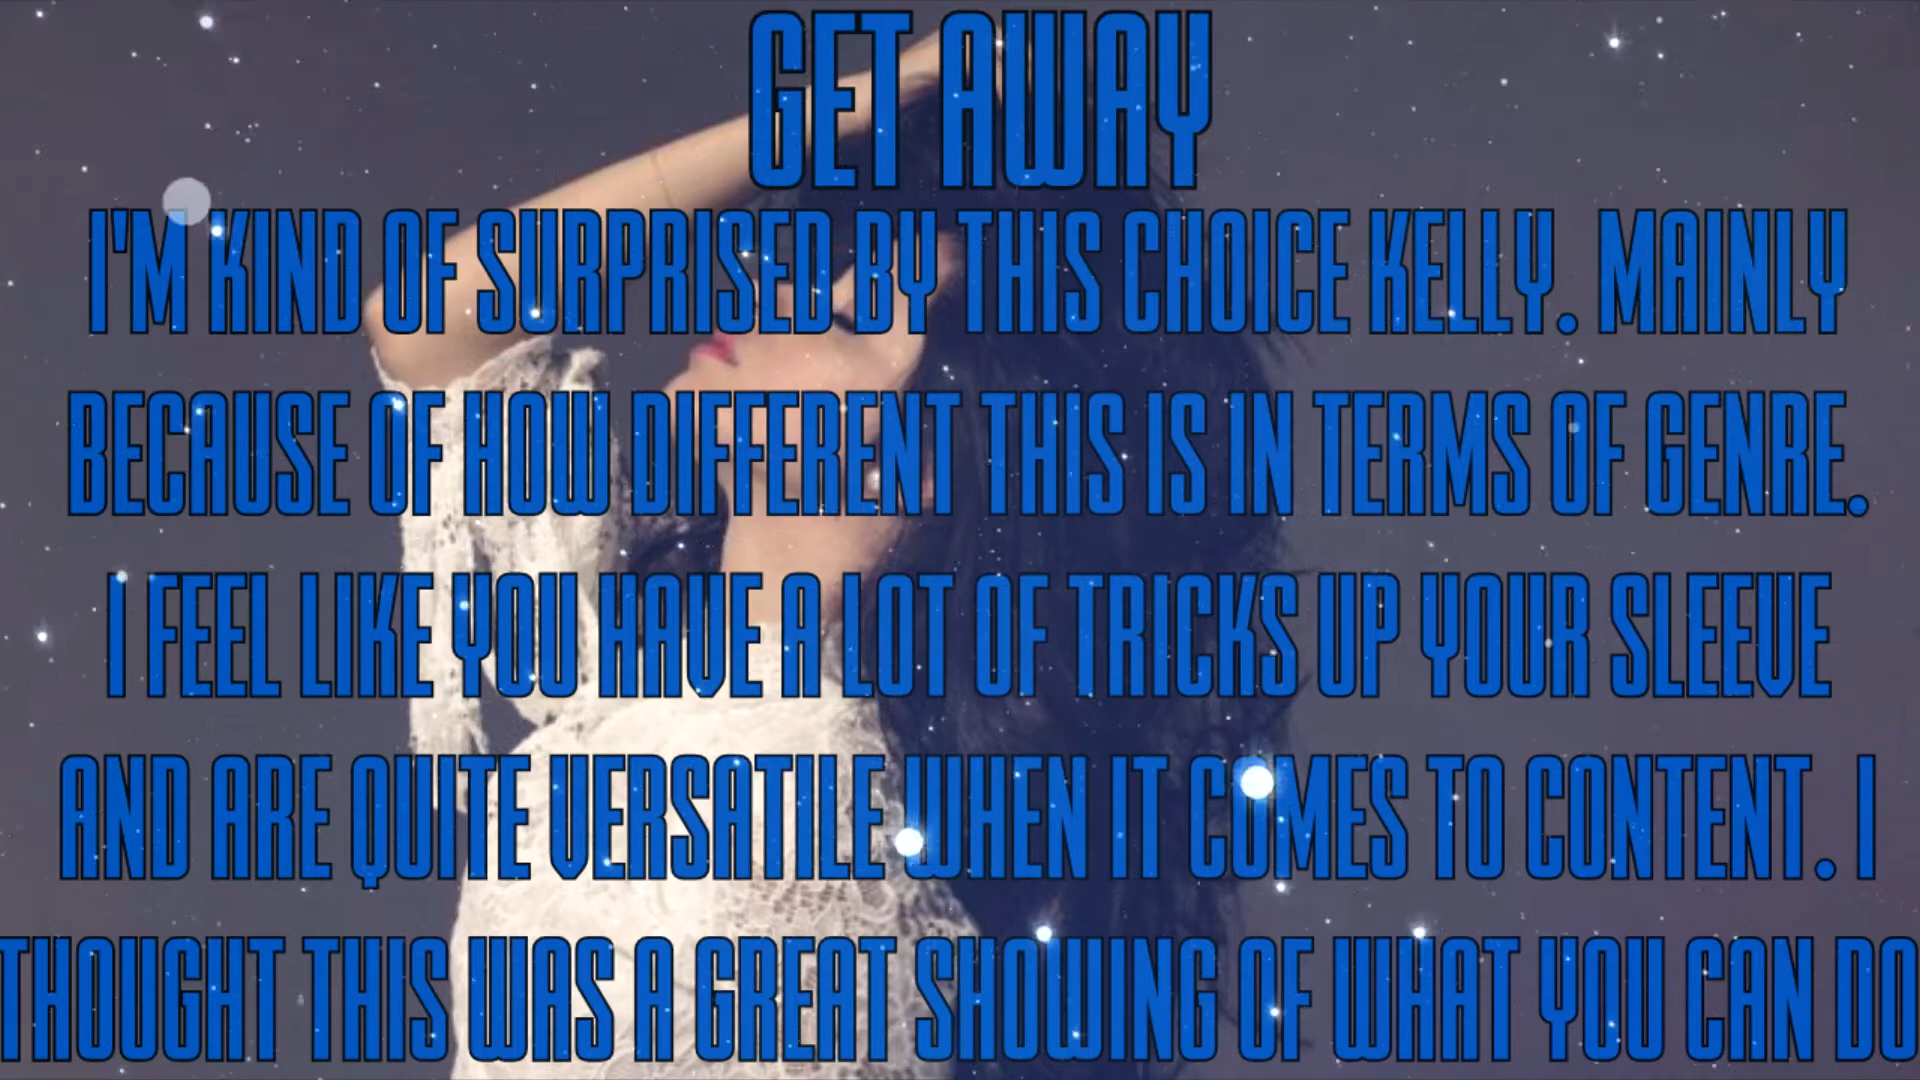 GET AWAY
I'M KIND OF SURPRISED BY THIS CHOICE KELLY. MAINLY
BECAUSE OF HOW DIFFERENT THIS IS IN TERMS OF GENRE.
I FEEL LIKE YOU HAVE A LOT OF TRICKS UP YOUR SLEEVE
AND ARE QUITE VERSATILE WHEN IT COMES TO CONTENT. I
THOUGHT THIS WAS A GREAT SHOWING OF WHAT YOU CAN DO